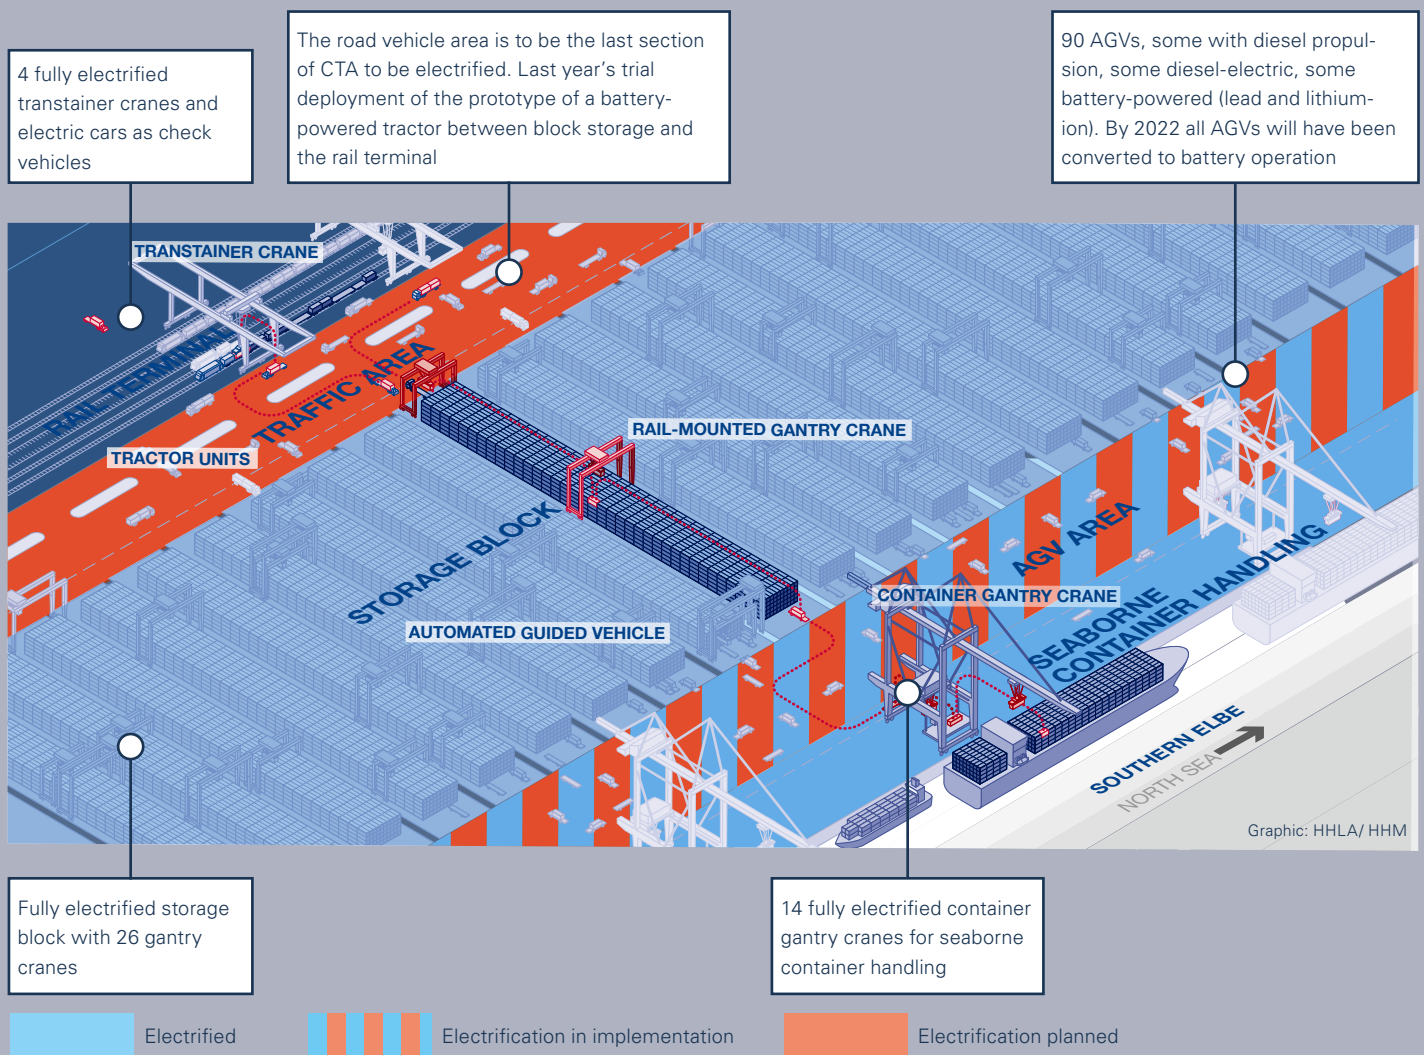 4 fully electrified
transtainer cranes and
electric cars as check
vehicles
The road vehicle area is to be the last section
of CTA to be electrified. Last year's trial
deployment of the prototype of a battery-
powered tractor between block storage and
the rail terminal
90 AGVs, some with diesel propul-
sion, some diesel-electric, some
battery-powered (lead and lithium-
ion). By 2022 all AGVs will have been
converted to battery operation
TRANSTAINER CRANE
RAIL TERMINAL
TRAFFIC AREA
TRACTOR UNITS
RAIL-MOUNTED GANTRY CRANE
STORAGE BLOCK
AGV AREA
CONTAINER GANTRY CRANE
AUTOMATED GUIDED VEHICLE
SEABORNE
CONTAINER HANDLING
SOUTHERN ELBE
NORTH SEA
Graphic: HHLA/ HHM
Fully electrified storage
block with 26 gantry
cranes
14 fully electrified container
gantry cranes for seaborne
container handling
Electrified
Electrification in implementation
Electrification planned